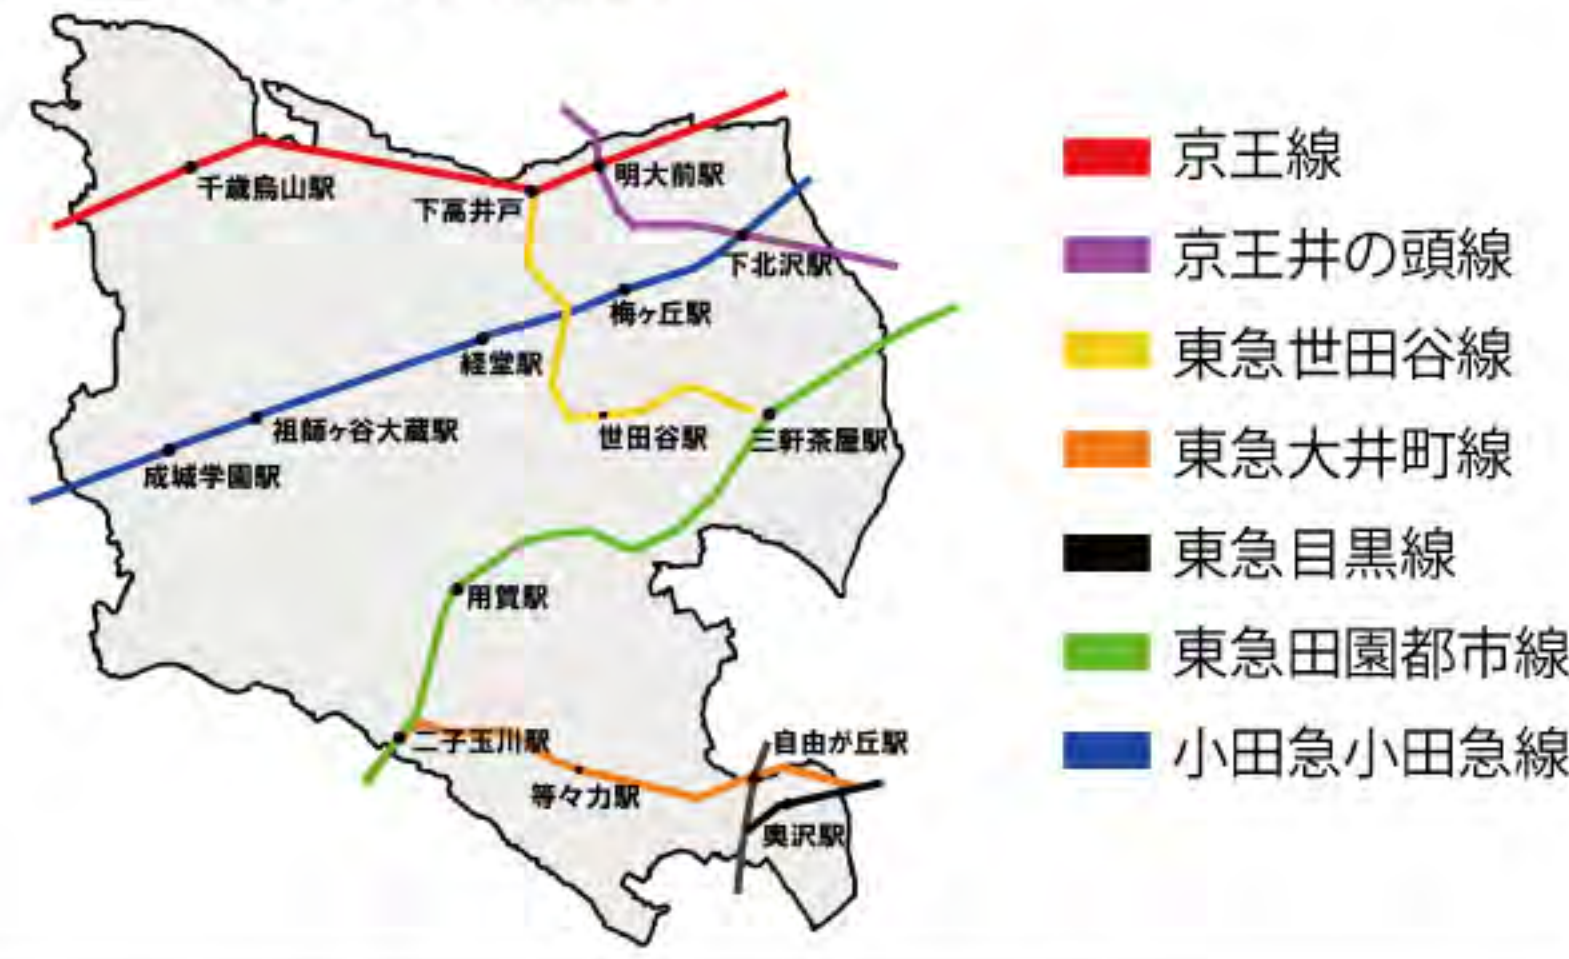 千歳烏山駅
下高井戸
明大前駅
下北沢駅
梅ヶ丘駅
経堂駅
祖師ヶ谷大蔵駅
成城学園駅
世田谷駅
三軒茶屋駅
用賀駅
二子玉川駅
等々力駅
自由が丘駅
奥沢駅
京王線
京王井の頭線
東急世田谷線
東急大井町線
東急目黒線
東急田園都市線
小田急小田急線